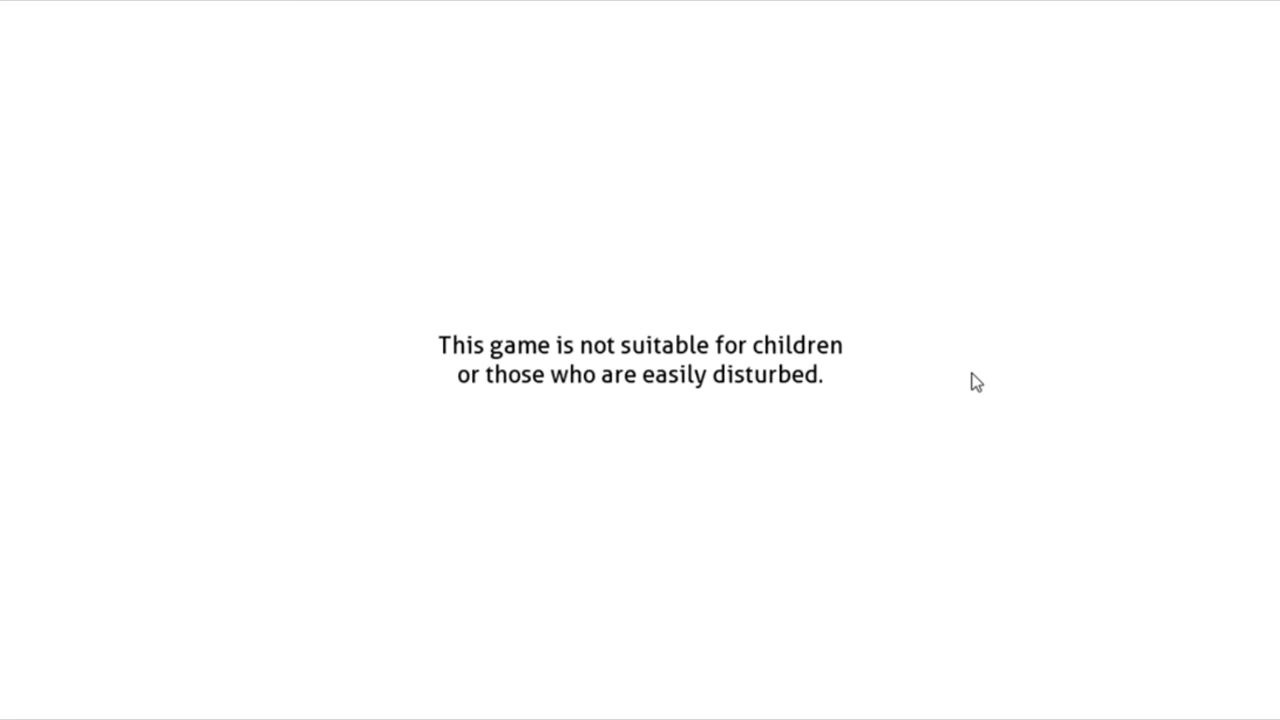 This game is not suitable for children
or those who are easily disturbed.